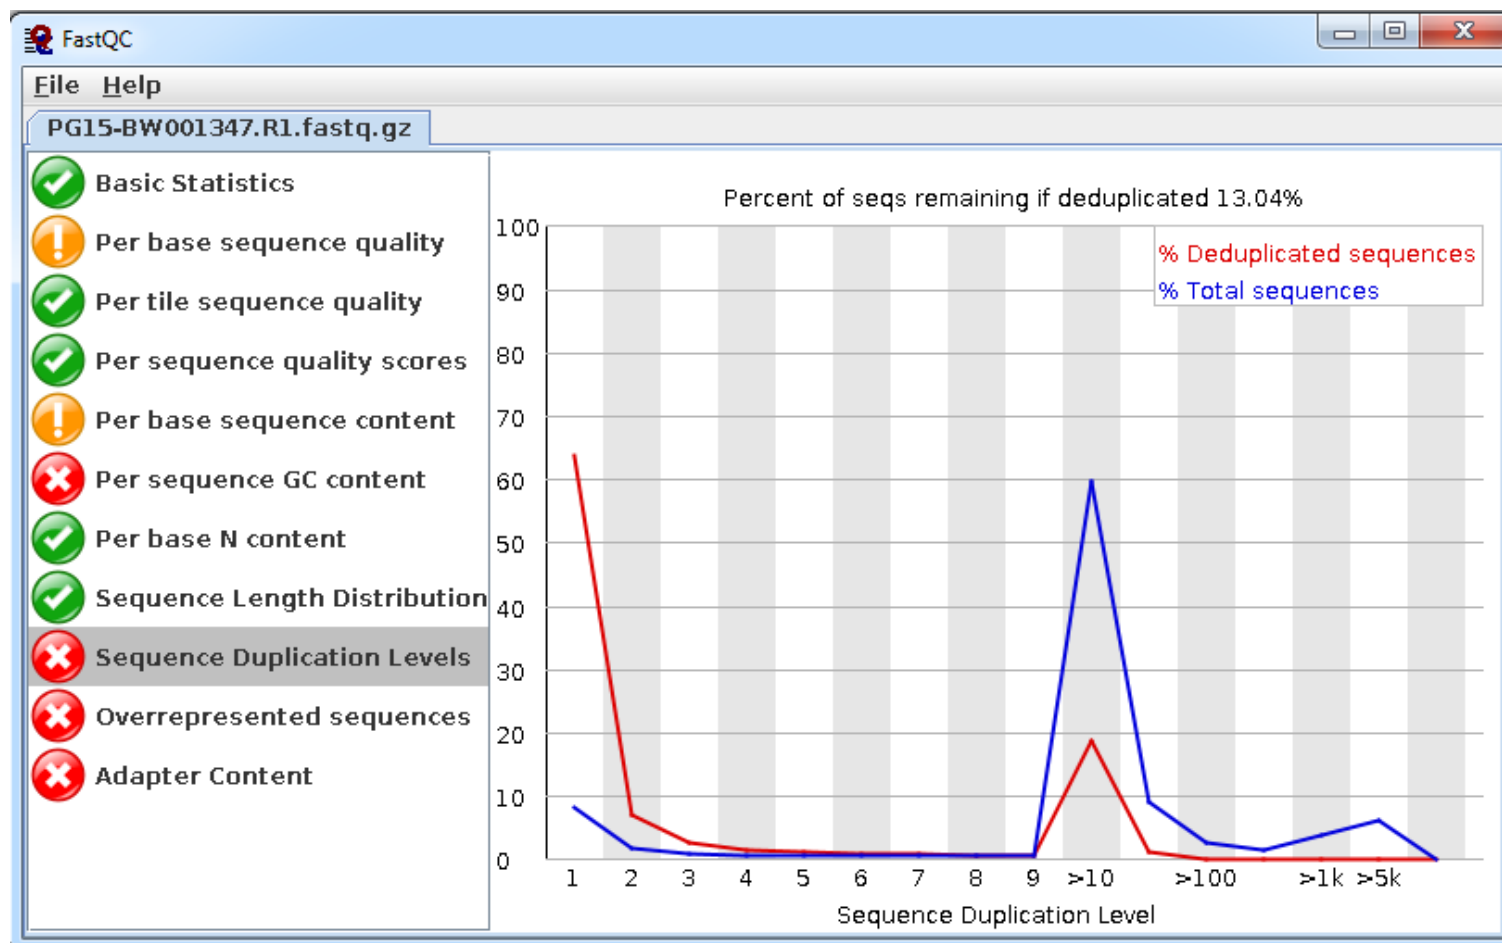 FastQC
File Help
PG15-BW001347.R1.fastq.gz
Basic Statistics
Per base sequence quality
Per tile sequence quality
Per sequence quality scores
Per base sequence content
Per sequence GC content
Per base N content
Sequence Length Distribution
Sequence Duplication Levels
Overrepresented sequences
Adapter Content
Percent of seqs remaining if deduplicated 13.04%
% Deduplicated sequences
% Total sequences
100
90
80
70
60
50
40
30
20
10
0
1 2 3 4 5 6 7 8 9 >10 >100 >1k >5k
Sequence Duplication Level